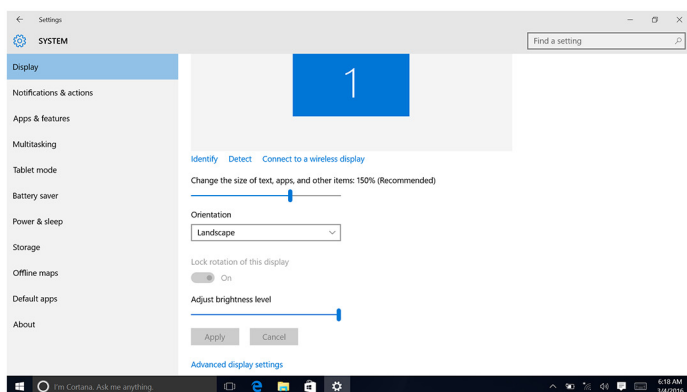 Settings
SYSTEM
Find a setting
Display
Notifications & actions
Apps & features
Multitasking
Tablet mode
Battery saver
Power & sleep
Storage
Offline maps
Default apps
About
1
Identify Detect Connect to a wireless display
Change the size of text, apps, and other items: 150% (Recommended)
Orientation
Landscape
Lock rotation of this display
On
Adjust brightness level
Apply Cancel
Advanced display settings
I'm Cortana. Ask me anything.
6:18 AM
3/4/2016